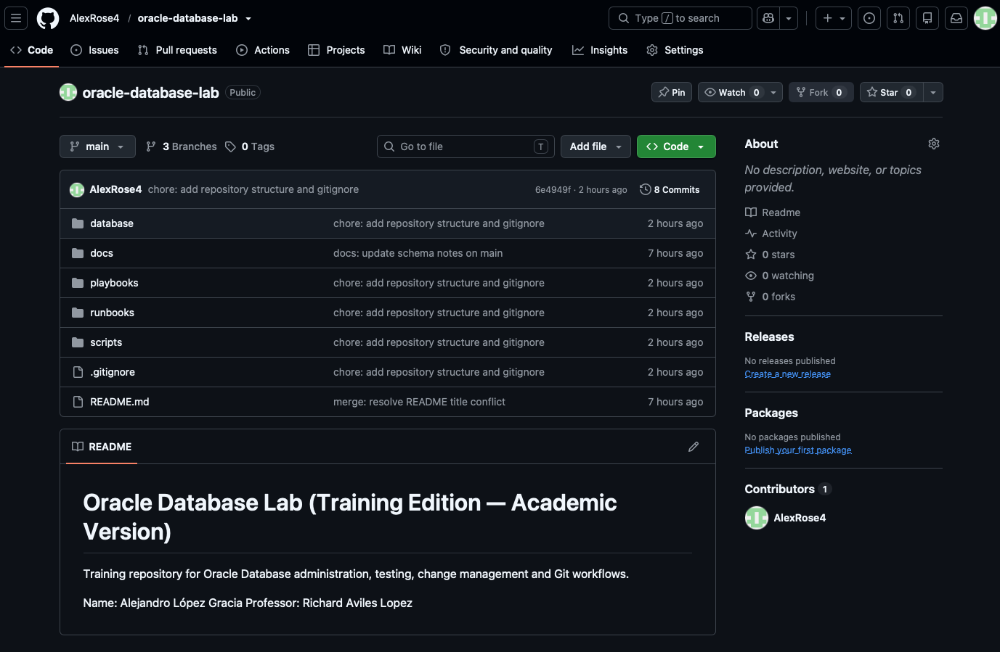 AlexRose4 / oracle-database-lab
Type / to search
Code Issues Pull requests Actions Projects Wiki Security and quality Insights Settings
oracle-database-lab Public
Pin Watch 0 Fork 0 Star 0
main 3 Branches 0 Tags Go to file T Add file Code
AlexRose4 chore: add repository structure and gitignore 6e4949f · 2 hours ago 8 Commits
database chore: add repository structure and gitignore 2 hours ago
docs docs: update schema notes on main 7 hours ago
playbooks chore: add repository structure and gitignore 2 hours ago
runbooks chore: add repository structure and gitignore 2 hours ago
scripts chore: add repository structure and gitignore 2 hours ago
.gitignore chore: add repository structure and gitignore 2 hours ago
README.md merge: resolve README title conflict 7 hours ago
README
Oracle Database Lab (Training Edition — Academic
Version)
Training repository for Oracle Database administration, testing, change management and Git workflows.
Name: Alejandro López Gracia Professor: Richard Aviles Lopez
About
No description, website, or topics
provided.
Readme
Activity
0 stars
0 watching
0 forks
Releases
No releases published
Create a new release
Packages
No packages published
Publish your first package
Contributors 1
AlexRose4